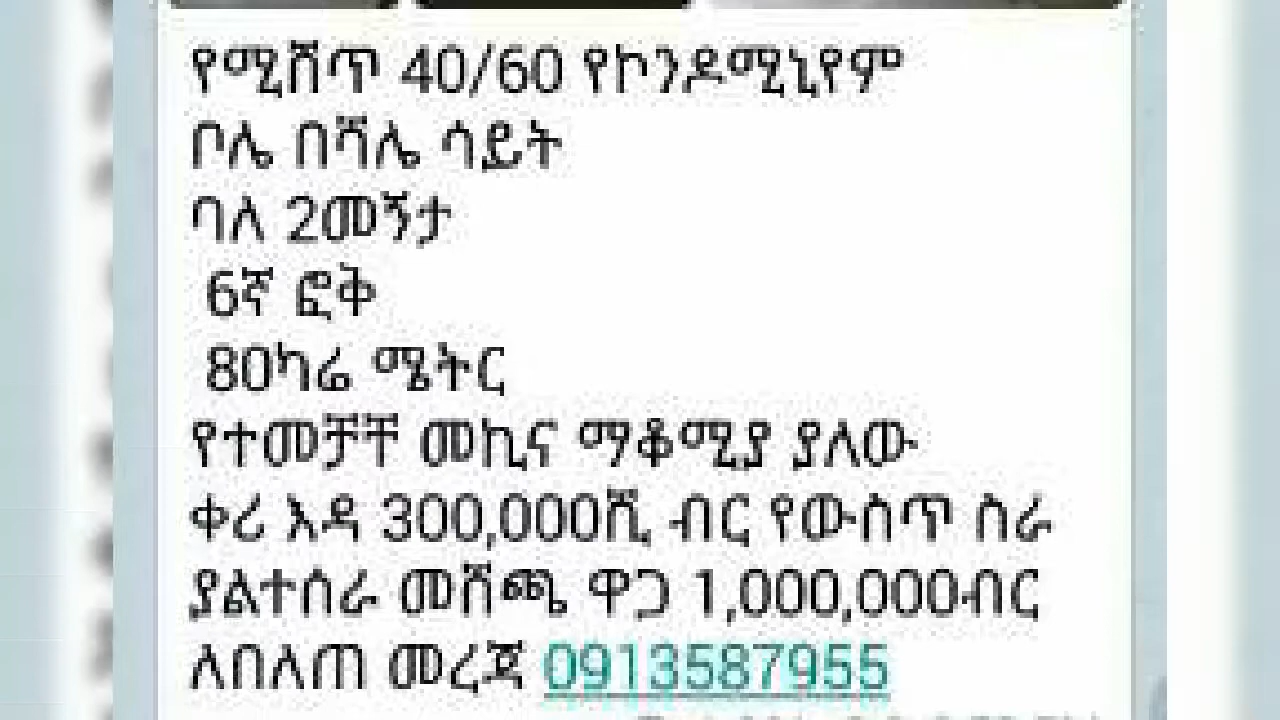 የሚሸጥ 40/60 የኮንዶሚኒየም
ቦሌ በሻሌ ሳይት
ባለ 2መኝታ
6ኛ ፎቅ
80ካሬ ሜትር
የተመቻቸ መኪና ማቆሚያ ያለው
ቀሪ እዳ 300,000ሺ ብር የውስጥ ስራ
ያልተሰራ መሸጫ ዋጋ 1,000,000ብር
ለበለጠ መረጃ 0913587955